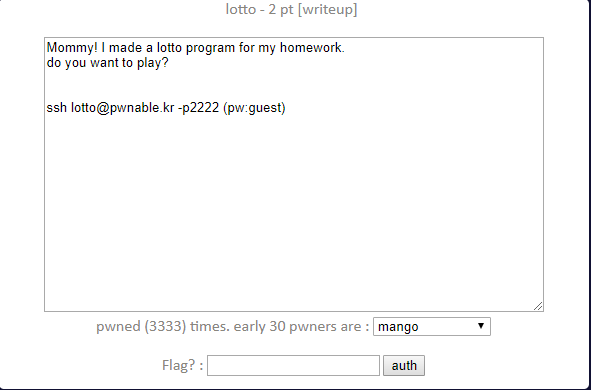 lotto - 2 pt [writeup]
Mommy! I made a lotto program for my homework.
do you want to play?
ssh lotto@pwnable.kr -p2222 (pw:guest)
pwned (3333) times. early 30 pwners are : mango
Flag? : auth